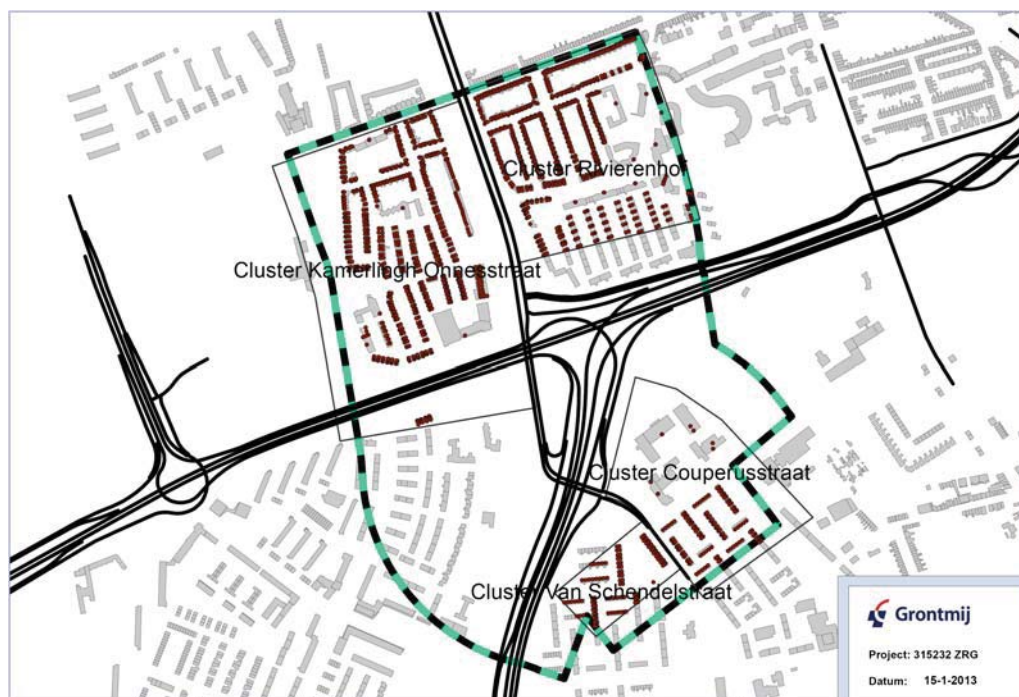 Cluster Rivierenhof
Cluster Kamerlingh Onnesstraat
Cluster Couperusstraat
Cluster Van Schendelstraat
Grontmij
Project: 315232 ZRG
Datum: 15-1-2013